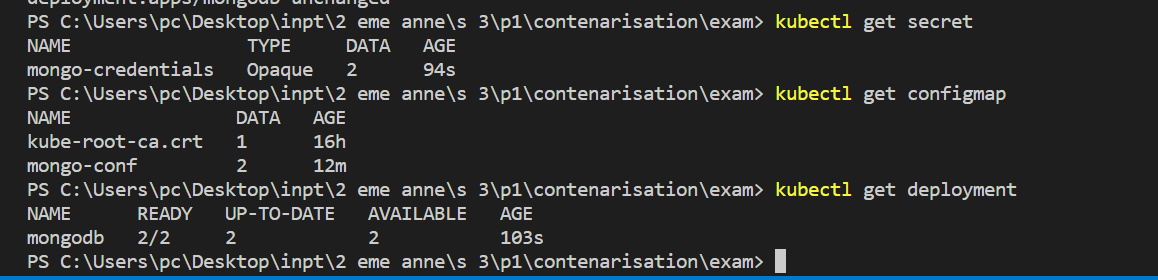 deployment.apps/mongodb unchanged
PS C:\Users\pc\Desktop\inpt\2 eme anne\s 3\p1\contenarisation\exam> kubectl get secret
NAME                TYPE     DATA   AGE
mongo-credentials   Opaque   2      94s
PS C:\Users\pc\Desktop\inpt\2 eme anne\s 3\p1\contenarisation\exam> kubectl get configmap
NAME               DATA   AGE
kube-root-ca.crt   1      16h
mongo-conf         2      12m
PS C:\Users\pc\Desktop\inpt\2 eme anne\s 3\p1\contenarisation\exam> kubectl get deployment
NAME      READY   UP-TO-DATE   AVAILABLE   AGE
mongodb   2/2     2            2           103s
PS C:\Users\pc\Desktop\inpt\2 eme anne\s 3\p1\contenarisation\exam>